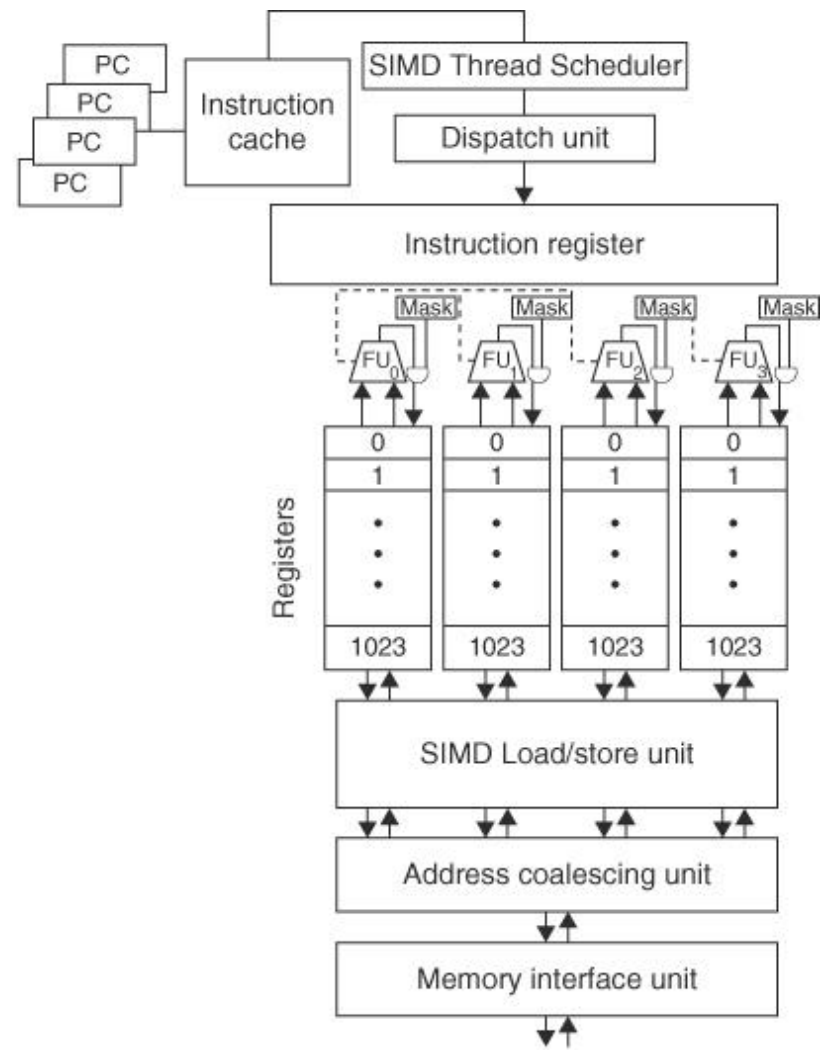 PC
PC
PC
PC
Instruction
cache
SIMD Thread Scheduler
Dispatch unit
Instruction register
Mask
Mask
Mask
Mask
FU0
FU1
FU2
FU3
Registers
0
0
0
0
1
1
1
1
1023
1023
1023
1023
SIMD Load/store unit
Address coalescing unit
Memory interface unit